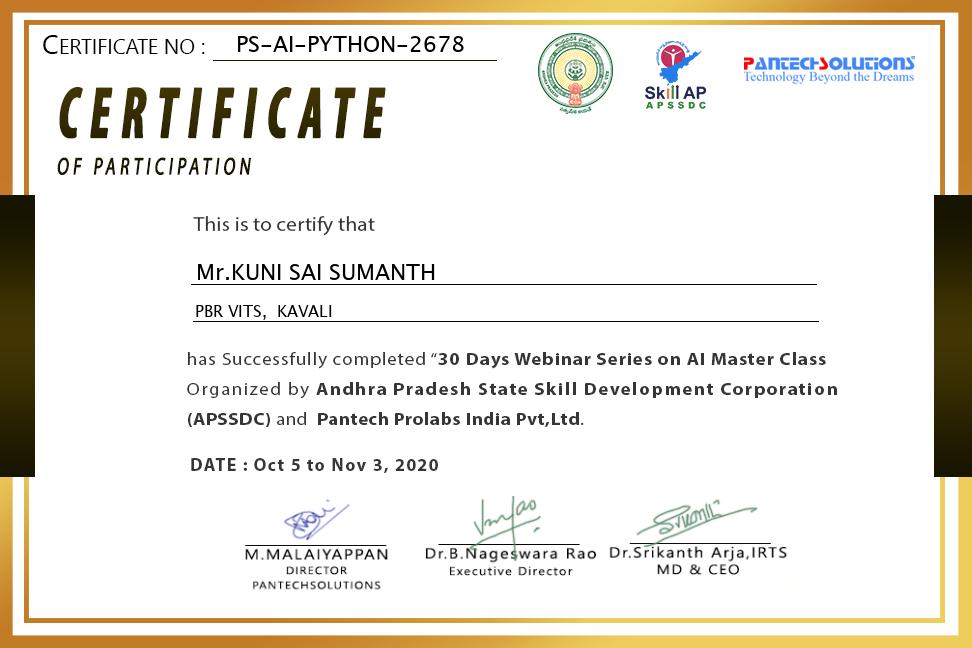 CERTIFICATE NO : PS-AI-PYTHON-2678
Skill AP
APSSDC
PANTECH SOLUTIONS
Technology Beyond the Dreams
CERTIFICATE
OF PARTICIPATION
This is to certify that
Mr.KUNI SAI SUMANTH
PBR VITS, KAVALI
has Successfully completed “30 Days Webinar Series on AI Master Class
Organized by Andhra Pradesh State Skill Development Corporation
(APSSDC) and Pantech Prolabs India Pvt,Ltd.
DATE : Oct 5 to Nov 3, 2020
M.MALAIYAPPAN
DIRECTOR
PANTECHSOLUTIONS
Dr.B.Nageswara Rao
Executive Director
Dr.Srikanth Arja,IRTS
MD & CEO